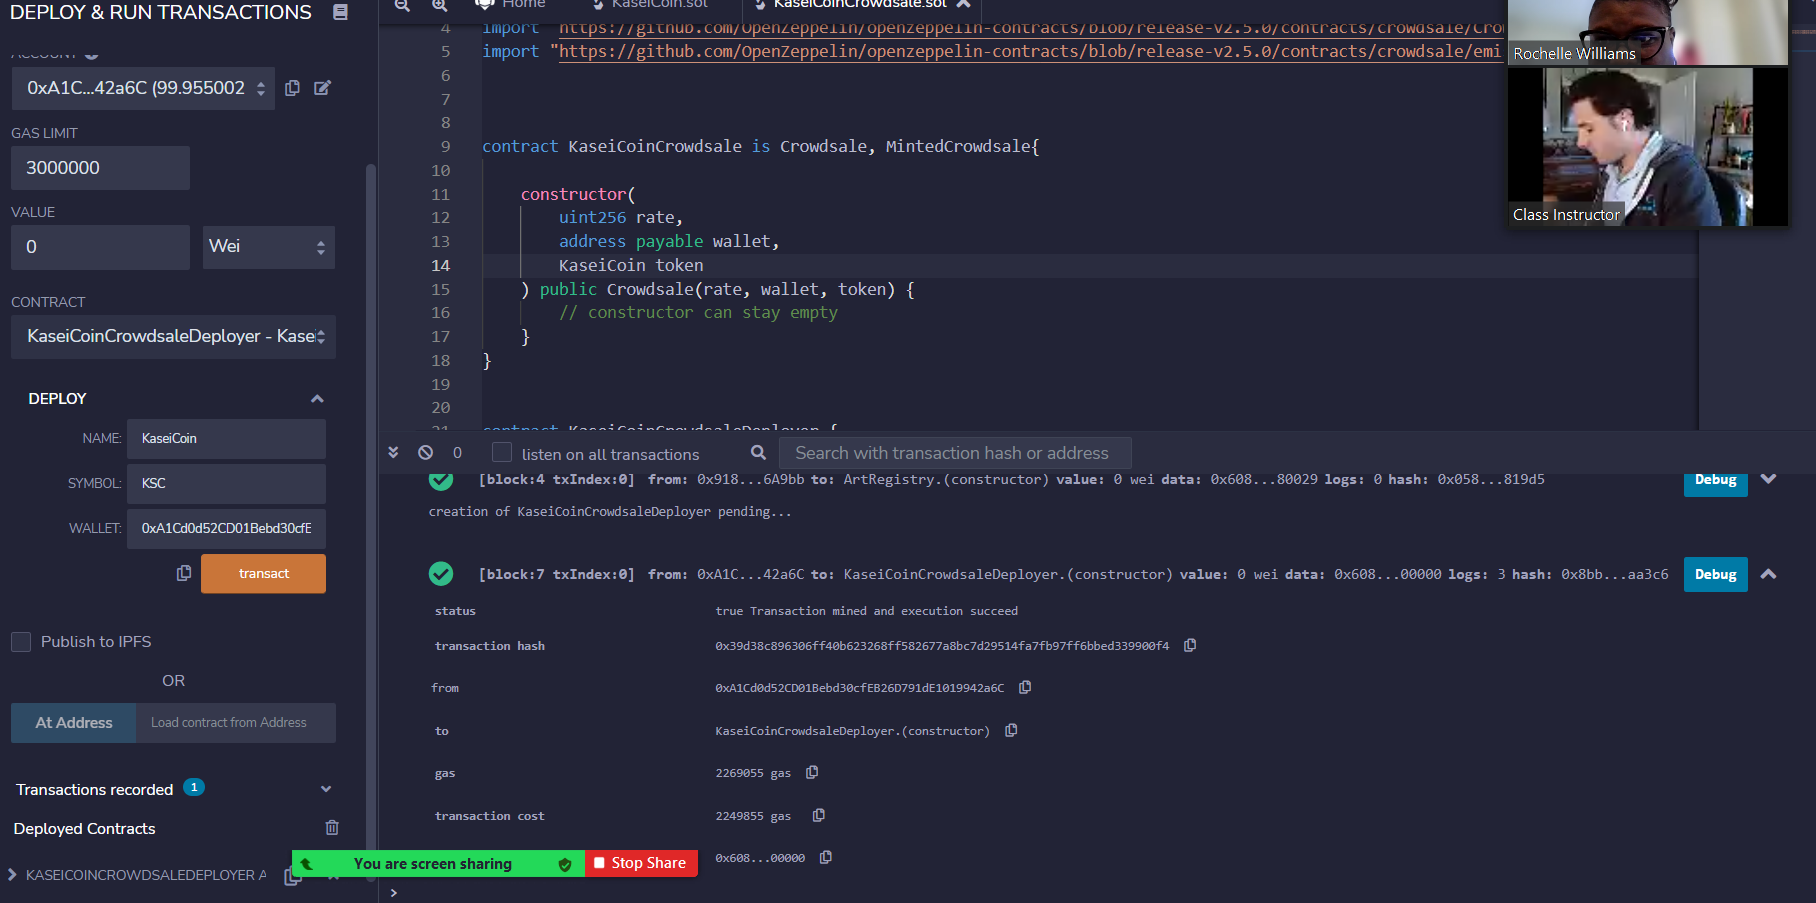 DEPLOY & RUN TRANSACTIONS
ACCOUNT
0xA1C...42a6C (99.955002
GAS LIMIT
3000000
VALUE
0
Wei
CONTRACT
KaseiCoinCrowdsaleDeployer - Kasei
DEPLOY
NAME: KaseiCoin
SYMBOL: KSC
WALLET: 0xA1Cd0d52CD01Bebd30cfE
transact
Publish to IPFS
OR
At Address Load contract from Address
Transactions recorded 1
Deployed Contracts
KASEICOINCROWDSALEDEPLOYER A
Home
KaseiCoin.sol
KaseiCoinCrowdsale.sol
4 import "https://github.com/OpenZeppelin/openzeppelin-contracts/blob/release-v2.5.0/contracts/crowdsale/Cro
5 import "https://github.com/OpenZeppelin/openzeppelin-contracts/blob/release-v2.5.0/contracts/crowdsale/emi
6
7
8
9 contract KaseiCoinCrowdsale is Crowdsale, MintedCrowdsale{
10
11 constructor(
12 uint256 rate,
13 address payable wallet,
14 KaseiCoin token
15 ) public Crowdsale(rate, wallet, token) {
16 // constructor can stay empty
17 }
18 }
19
20
21 contract KaseiCoinCrowdsaleDeployer {
Rochelle Williams
Class Instructor
0 listen on all transactions Search with transaction hash or address
[block:4 txIndex:0] from: 0x918...6A9bb to: ArtRegistry.(constructor) value: 0 wei data: 0x608...80029 logs: 0 hash: 0x058...819d5 Debug
creation of KaseiCoinCrowdsaleDeployer pending...
[block:7 txIndex:0] from: 0xA1C...42a6C to: KaseiCoinCrowdsaleDeployer.(constructor) value: 0 wei data: 0x608...00000 logs: 3 hash: 0x8bb...aa3c6 Debug
status true Transaction mined and execution succeed
transaction hash 0x39d38c896306ff40b623268ff582677a8bc7d29514fa7fb97ff6bbed339900f4
from 0xA1Cd0d52CD01Bebd30cfEB26D791dE1019942a6C
to KaseiCoinCrowdsaleDeployer.(constructor)
gas 2269055 gas
transaction cost 2249855 gas
0x608...00000
>
You are screen sharing Stop Share